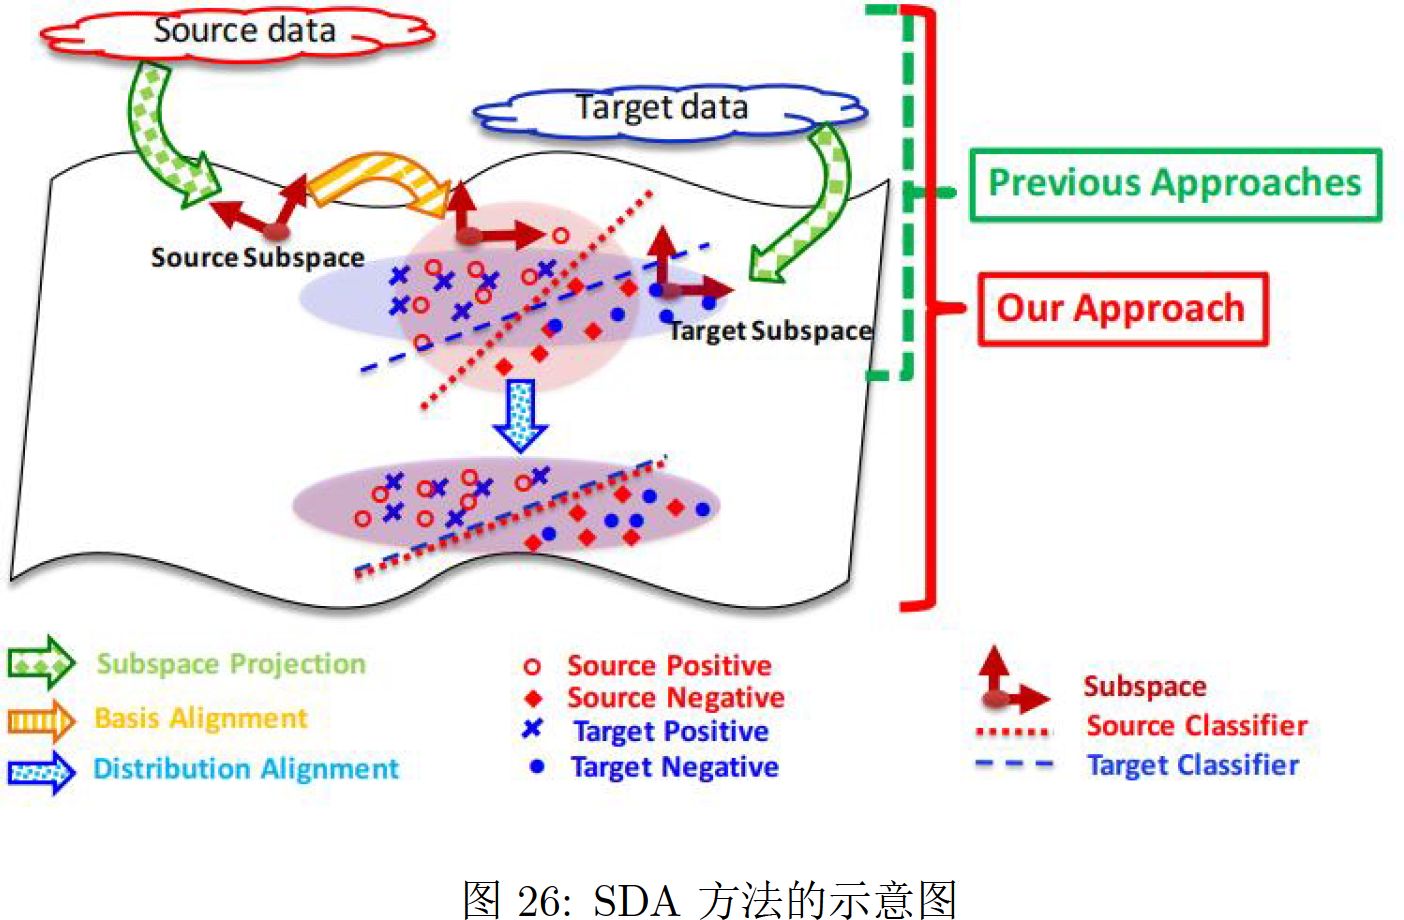 Source data
Target data
Previous Approaches
Source Subspace
Our Approach
Target Subspace
Subspace Projection
Basis Alignment
Distribution Alignment
Source Positive
Source Negative
Target Positive
Target Negative
Subspace
Source Classifier
Target Classifier
图 26: SDA 方法的示意图